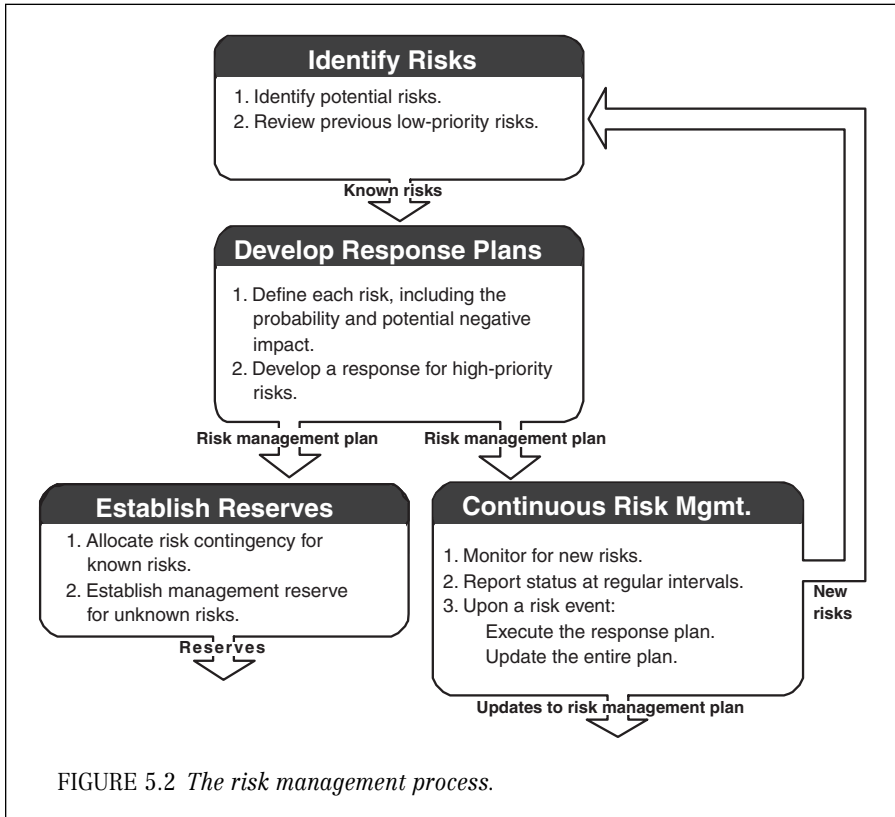 Identify Risks
1. Identify potential risks.
2. Review previous low-priority risks.
Known risks
Develop Response Plans
1. Define each risk, including the
probability and potential negative
impact.
2. Develop a response for high-priority
risks.
Risk management plan
Risk management plan
Establish Reserves
1. Allocate risk contingency for
known risks.
2. Establish management reserve
for unknown risks.
Reserves
Continuous Risk Mgmt.
1. Monitor for new risks.
2. Report status at regular intervals.
3. Upon a risk event:
Execute the response plan.
Update the entire plan.
New
risks
Updates to risk management plan
FIGURE 5.2 The risk management process.